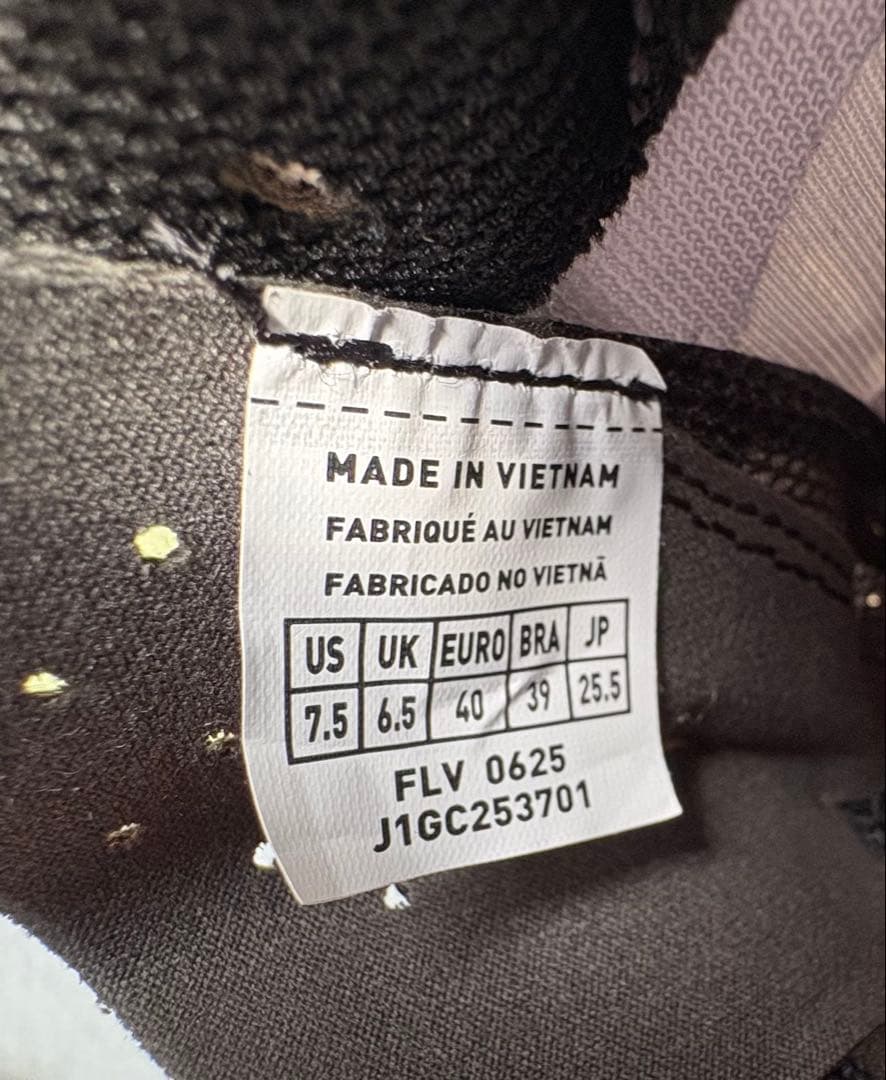 MADE IN VIETNAM
FABRIQUÉ AU VIETNAM
FABRICADO NO VIETNÃ
US UK EURO BRA JP
7.5 6.5 40 39 25.5
FLV 0625
J1GC253701